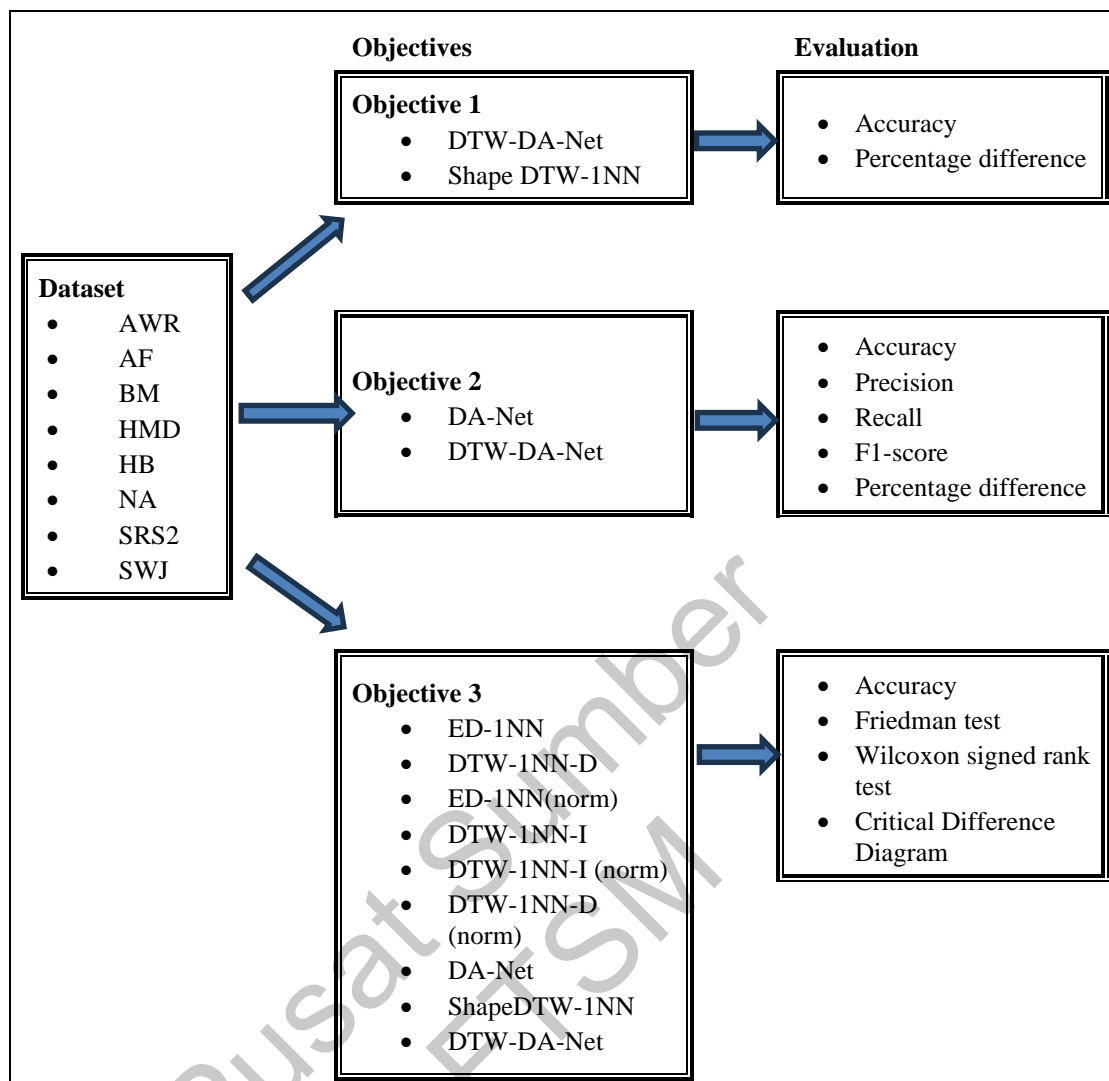 Objectives
Evaluation
Objective 1
• DTW-DA-Net
• Shape DTW-1NN
• Accuracy
• Percentage difference
Dataset
• AWR
• AF
• BM
• HMD
• HB
• NA
• SRS2
• SWJ
Objective 2
• DA-Net
• DTW-DA-Net
• Accuracy
• Precision
• Recall
• F1-score
• Percentage difference
Objective 3
• ED-1NN
• DTW-1NN-D
• ED-1NN(norm)
• DTW-1NN-I
• DTW-1NN-I (norm)
• DTW-1NN-D
(norm)
• DA-Net
• ShapeDTW-1NN
• DTW-DA-Net
• Accuracy
• Friedman test
• Wilcoxon signed rank
test
• Critical Difference
Diagram
Pusat Sumber
FTSM